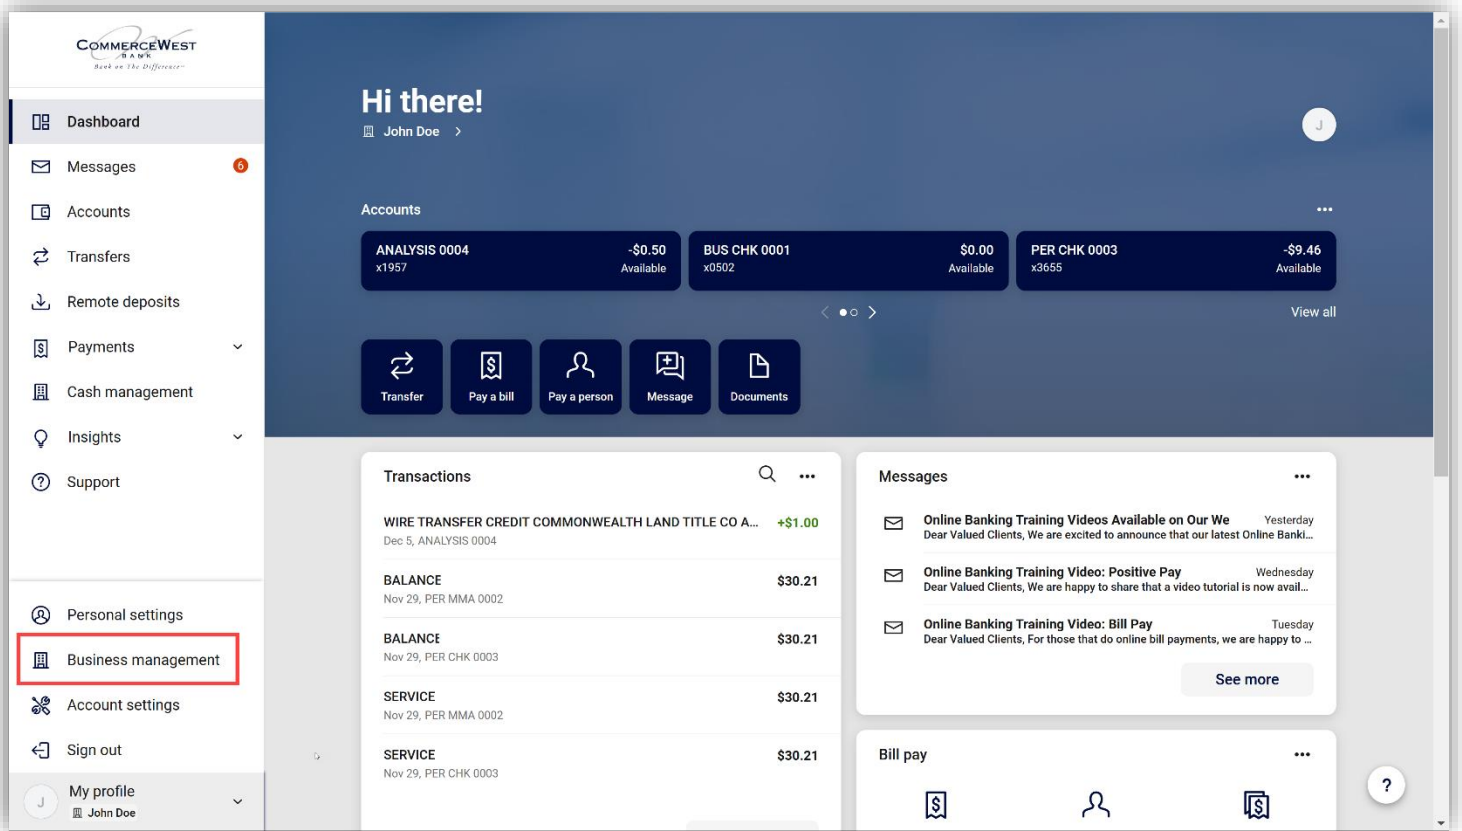 COMMERCEWEST
BANK
Bank on The Difference
Dashboard
Messages
6
Accounts
Transfers
Remote deposits
Payments
Cash management
Insights
Support
Personal settings
Business management
Account settings
Sign out
J
My profile
John Doe
Hi there!
John Doe
J
Accounts
ANALYSIS 0004 -$0.50
x1957 Available
BUS CHK 0001 $0.00
x0502 Available
PER CHK 0003 -$9.46
x3655 Available
View all
Transfer
Pay a bill
Pay a person
Message
Documents
Transactions
WIRE TRANSFER CREDIT COMMONWEALTH LAND TITLE CO A... +$1.00
Dec 5, ANALYSIS 0004
BALANCE $30.21
Nov 29, PER MMA 0002
BALANCE $30.21
Nov 29, PER CHK 0003
SERVICE $30.21
Nov 29, PER MMA 0002
SERVICE $30.21
Nov 29, PER CHK 0003
Messages
Online Banking Training Videos Available on Our We Yesterday
Dear Valued Clients, We are excited to announce that our latest Online Banki...
Online Banking Training Video: Positive Pay Wednesday
Dear Valued Clients, We are happy to share that a video tutorial is now avail...
Online Banking Training Video: Bill Pay Tuesday
Dear Valued Clients, For those that do online bill payments, we are happy to ...
See more
Bill pay
?